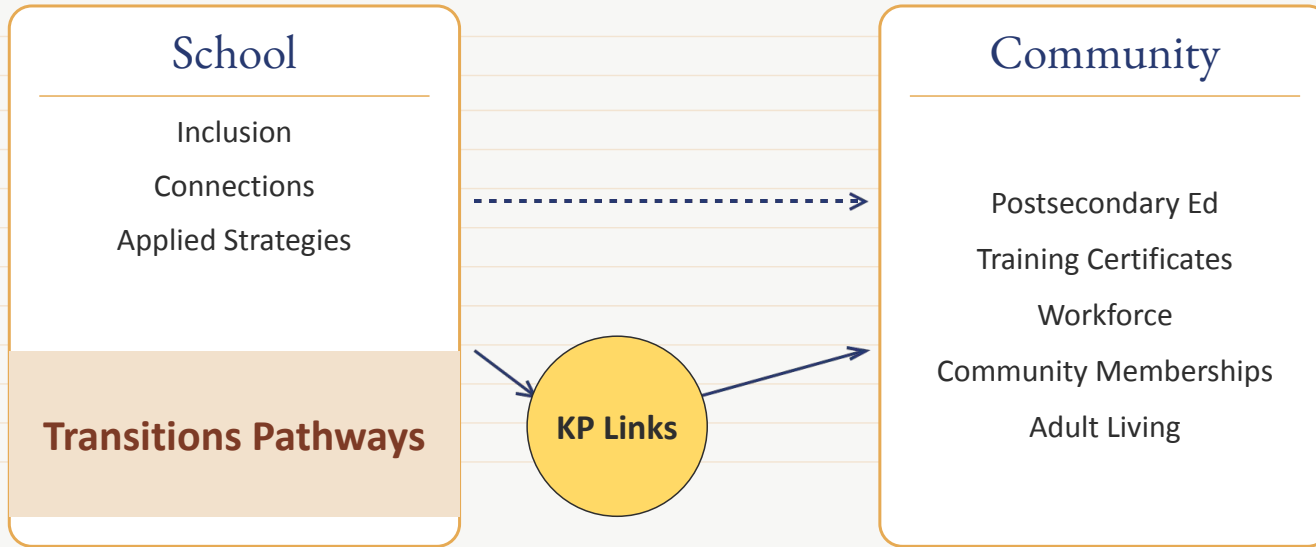 School
Inclusion
Connections
Applied Strategies
Transitions Pathways
KP Links
Community
Postsecondary Ed
Training Certificates
Workforce
Community Memberships
Adult Living